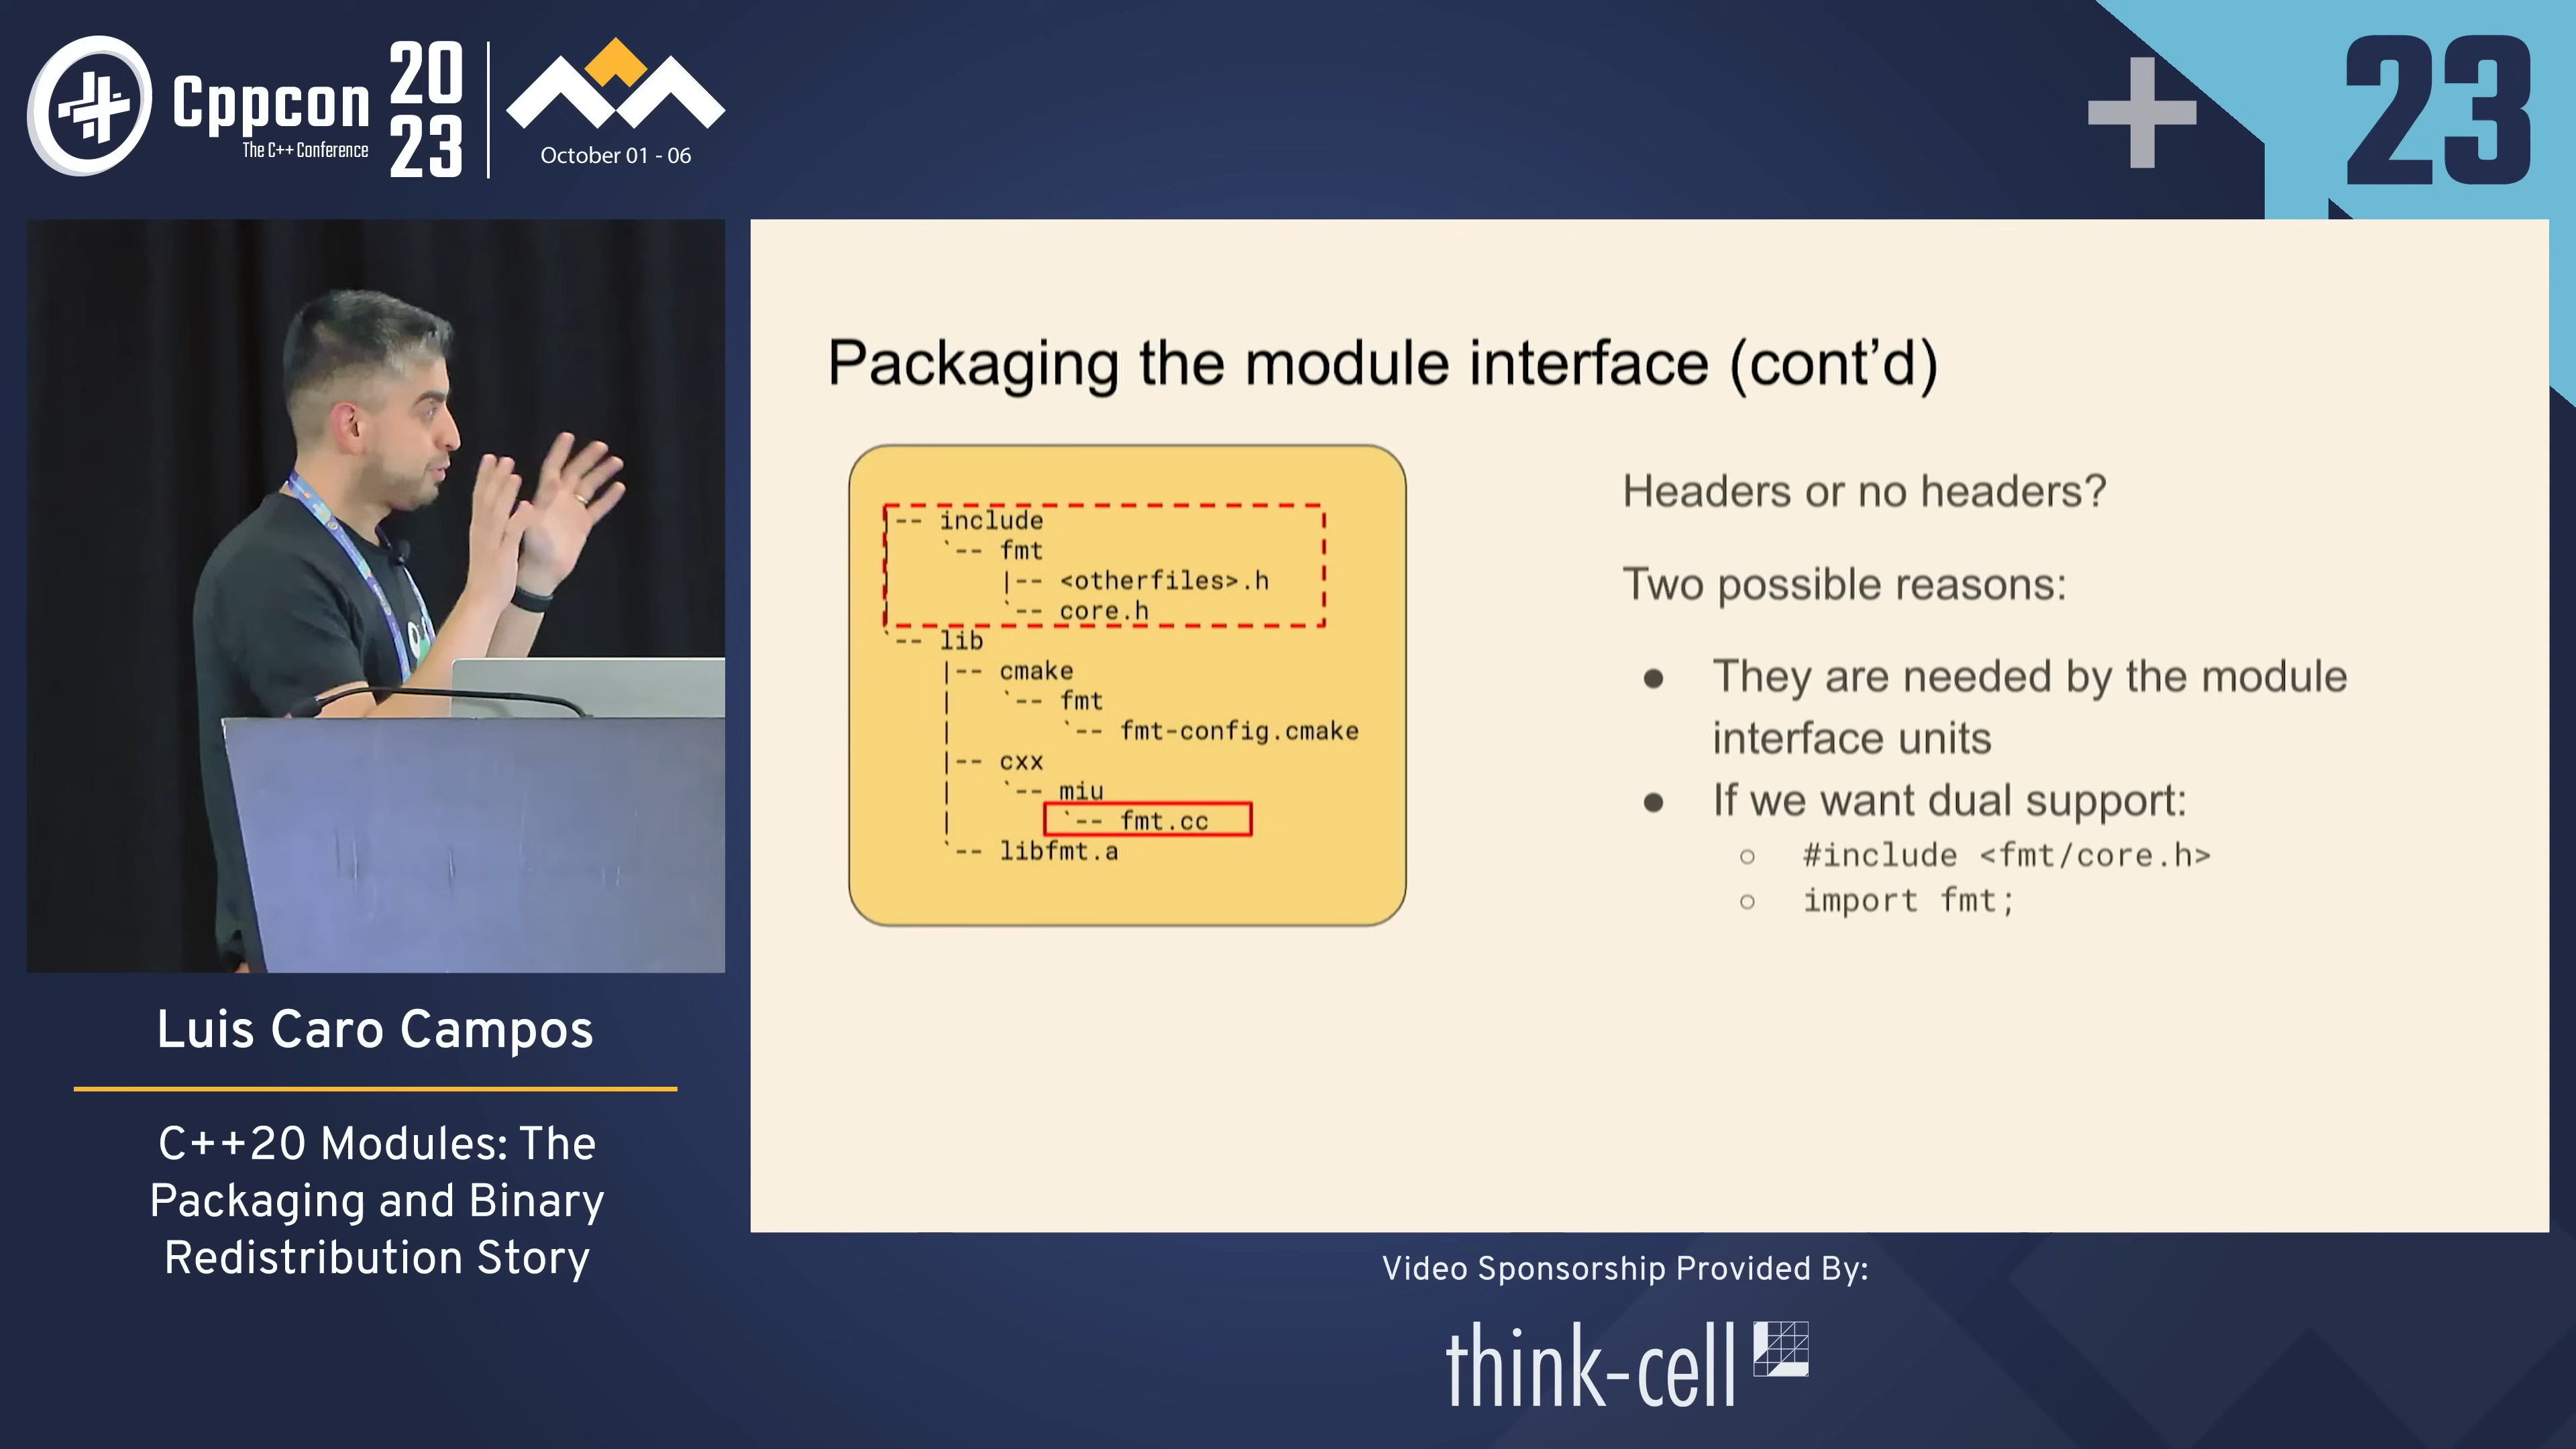 Cppcon
The C++ Conference
20
23
October 01 - 06
23
Packaging the module interface (cont’d)
|-- include
    `-- fmt
        |-- <otherfiles>.h
        `-- core.h
`-- lib
    |-- cmake
    |   `-- fmt
    |       `-- fmt-config.cmake
    |-- cxx
    |   `-- miu
    |       `-- fmt.cc
    `-- libfmt.a
Headers or no headers?
Two possible reasons:
● They are needed by the module
interface units
● If we want dual support:
○ #include <fmt/core.h>
○ import fmt;
Luis Caro Campos
C++20 Modules: The
Packaging and Binary
Redistribution Story
Video Sponsorship Provided By:
think-cell